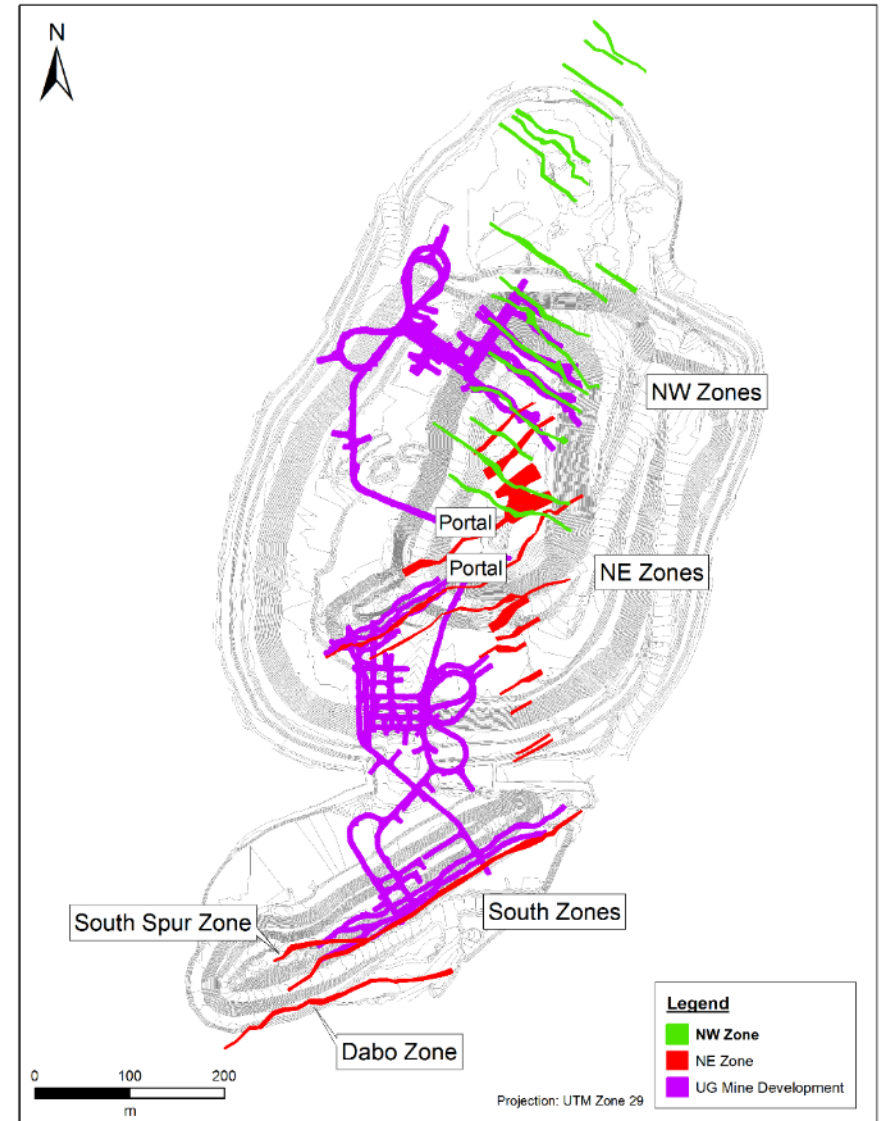 N
NW Zones
Portal
Portal
NE Zones
South Zones
South Spur Zone
Dabo Zone
Legend
NW Zone
NE Zone
UG Mine Development
0 100 200
m
Projection: UTM Zone 29